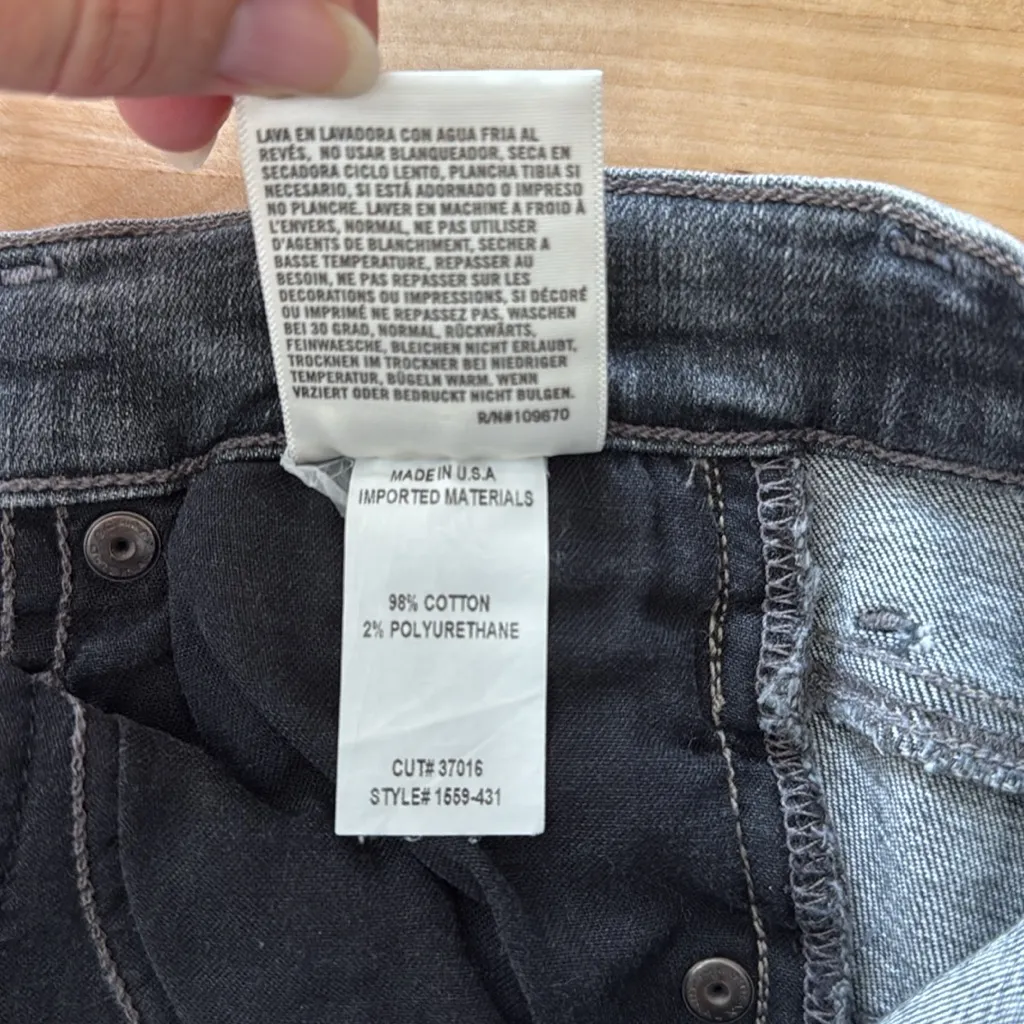 LAVA EN LAVADORA CON AGUA FRIA AL
REVÉS, NO USAR BLANQUEADOR, SECA EN
SECADORA CICLO LENTO, PLANCHA TIBIA SI
NECESARIO, SI ESTÁ ADORNADO O IMPRESO
NO PLANCHE. LAVER EN MACHINE A FROID À
L'ENVERS, NORMAL, NE PAS UTILISER
D'AGENTS DE BLANCHIMENT, SECHER A
BASSE TEMPERATURE, REPASSER AU
BESOIN, NE PAS REPASSER SUR LES
DECORATIONS OU IMPRESSIONS, SI DÉCORÉ
OU IMPRIMÉ NE REPASSEZ PAS, WASCHEN
BEI 30 GRAD, NORMAL, RÜCKWÄRTS,
FEINWAESCHE, BLEICHEN NICHT ERLAUBT,
TROCKNEN IM TROCKNER BEI NIEDRIGER
TEMPERATUR, BÜGELN WARM. WENN
VRZIERT ODER BEDRUCKT NICHT BULGEN.
R/N#109670
MADE IN U.S.A
IMPORTED MATERIALS
98% COTTON
2% POLYURETHANE
CUT# 37016
STYLE# 1559-431